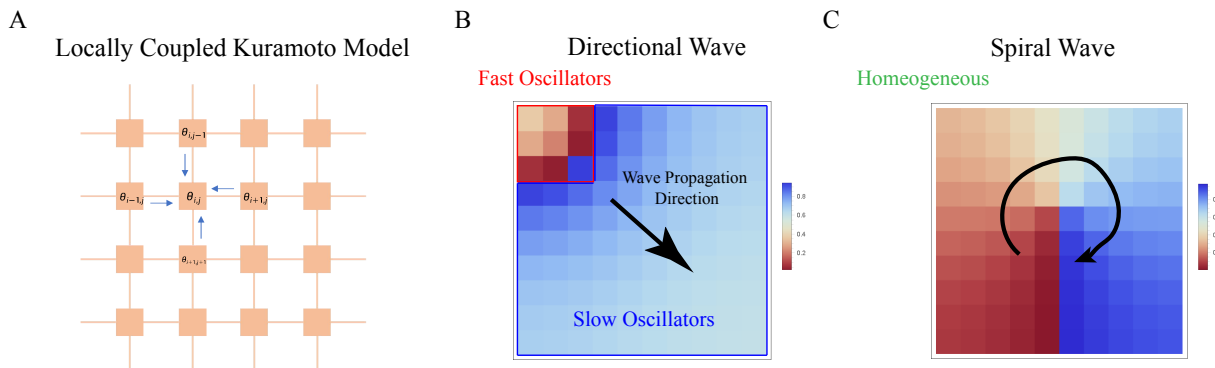 A
Locally Coupled Kuramoto Model
θi,j−1
θi−1,j
θi,j
θi+1,j
θi+1,j+1
B
Directional Wave
Fast Oscillators
Wave Propagation
Direction
Slow Oscillators
0.8
0.6
0.4
0.2
C
Spiral Wave
Homeogeneous